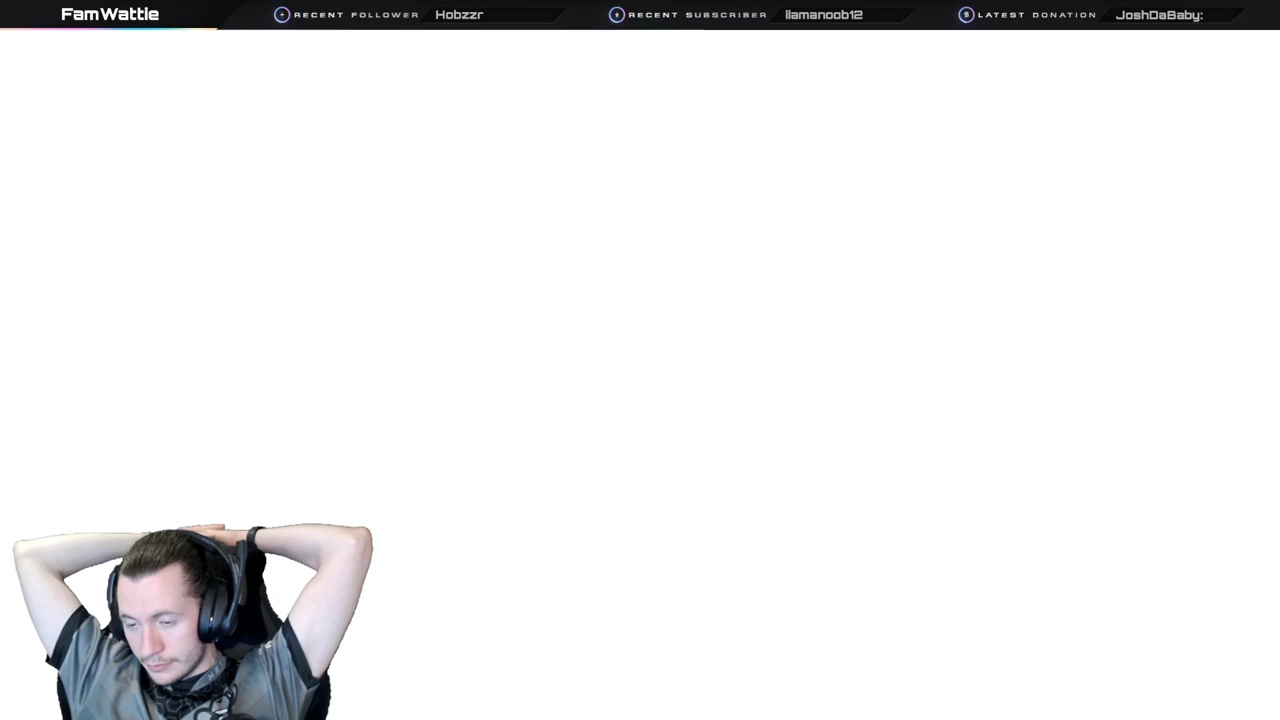 FamWattle
RECENT FOLLOWER Hobzzr
RECENT SUBSCRIBER llamanoob12
LATEST DONATION JoshDaBaby: